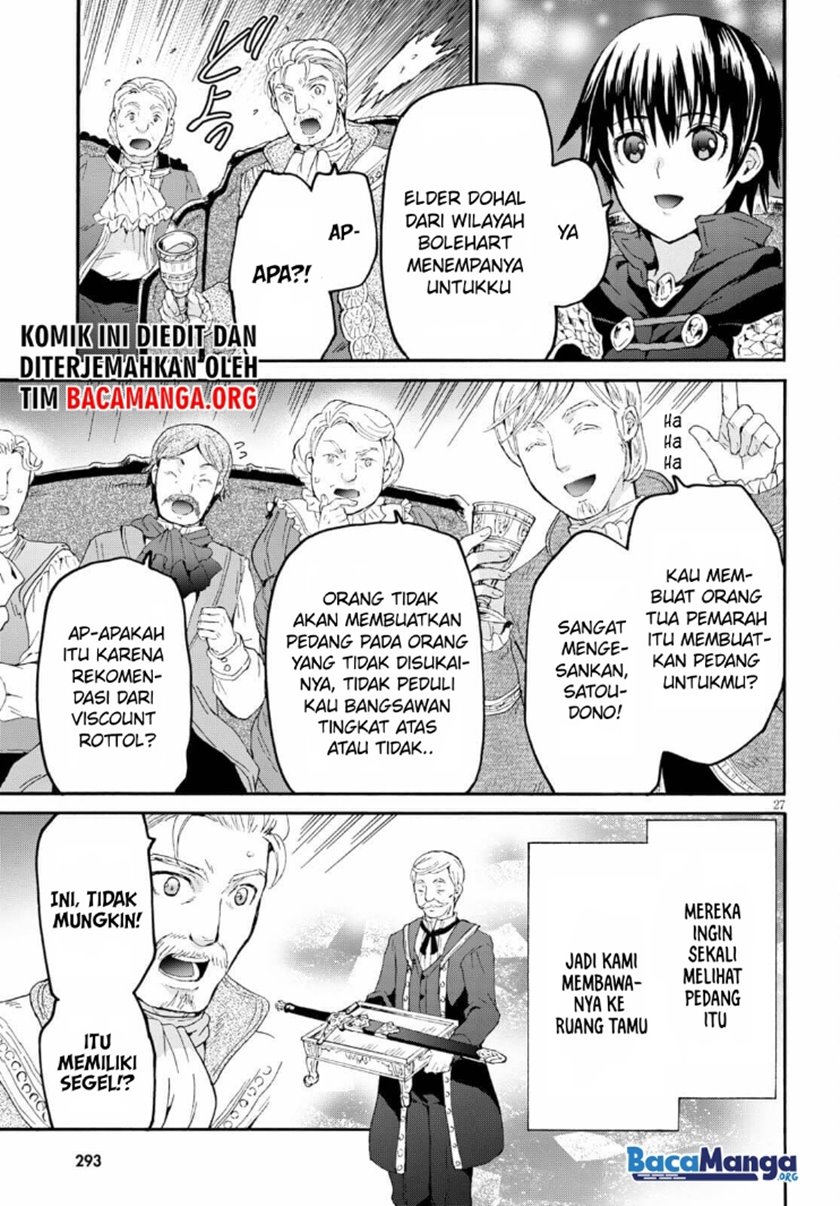 YA
ELDER DOHAL
DARI WILAYAH
BOLEHART
MENEMPANYA
UNTUKKU
AP-
APA?!
ビょっ
KOMIK INI DIEDIT DAN
DITERJEMAHKAN OLEH
TIM BACAMANGA.ORG
Ha
Ha
Ha
KAU MEM-
BUAT ORANG
TUA PEMARAH
ITU MEMBUAT-
KAN PEDANG
UNTUKMU?
SANGAT
MENGE-
SANKAN,
SATOU-
DONO!
ORANG TIDAK
AKAN MEMBUATKAN
PEDANG PADA ORANG
YANG TIDAK DISUKAI-
NYA, TIDAK PEDULI
KAU BANGSAWAN
TINGKAT ATAS
ATAU TIDAK..
AP-APAKAH
ITU KARENA
REKOMEN-
DASI DARI
VISCOUNT
ROTTOL?
27
MEREKA
INGIN
SEKALI
MELIHAT
PEDANG
ITU
JADI KAMI
MEMBAWA-
NYA KE
RUANG TAMU
INI, TIDAK
MUNGKIN!
ITU
MEMILIKI
SEGEL!?
293
BacaManga
.ORG